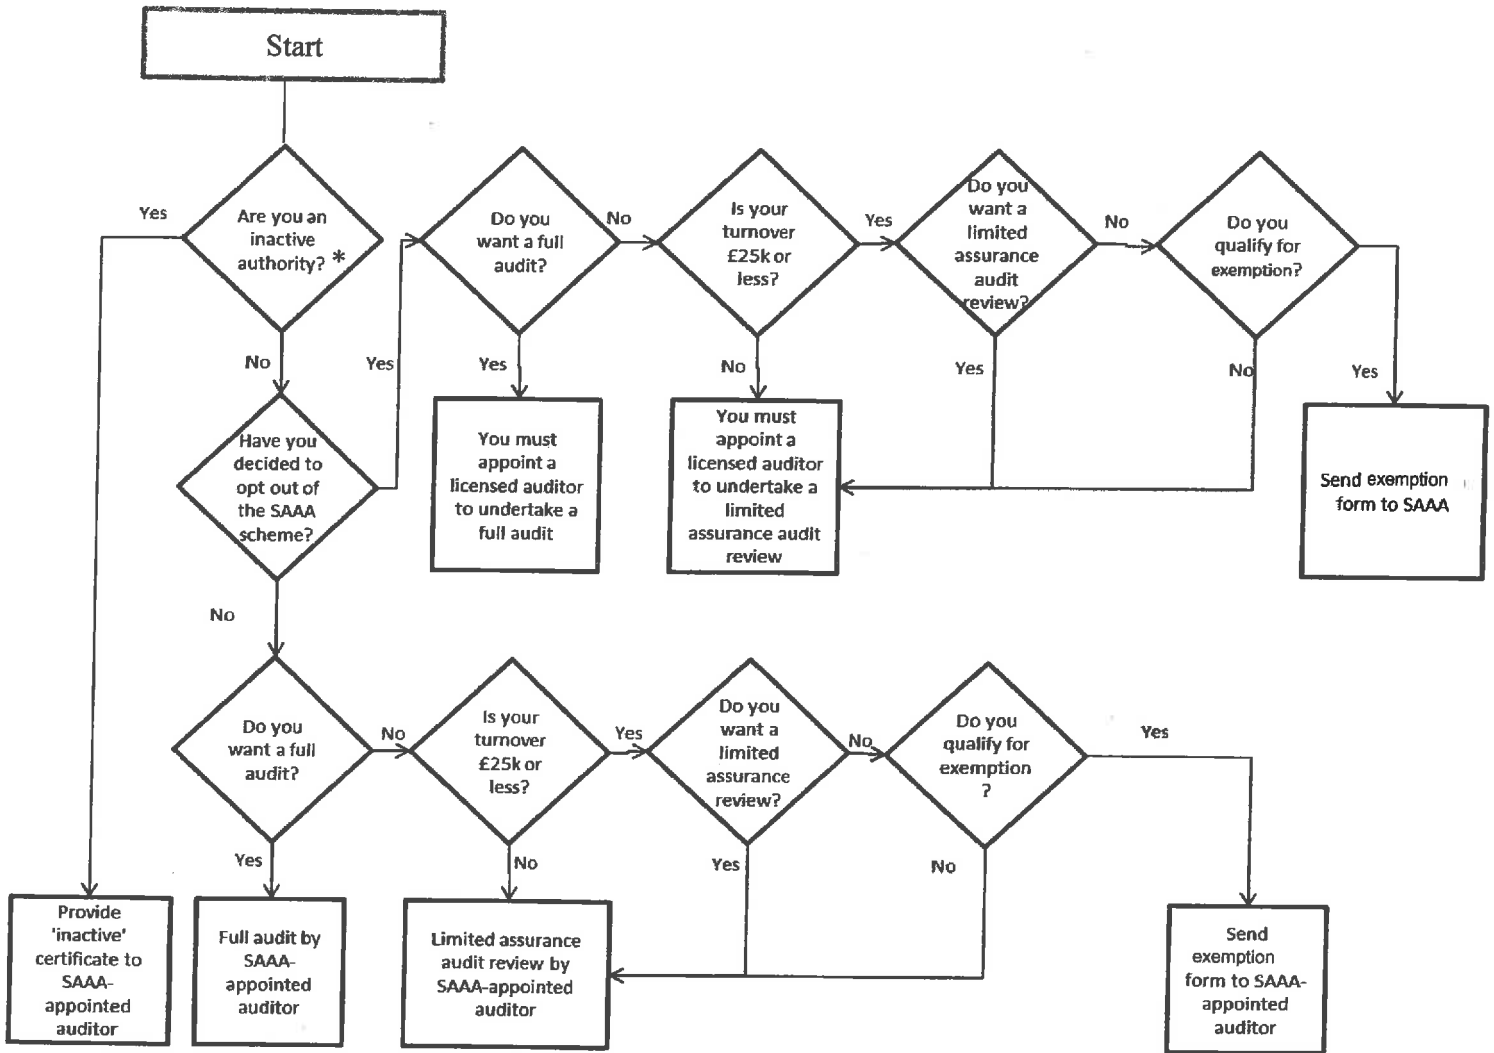 Start
Are you an
inactive
authority? *
Yes
No
Have you
decided to
opt out of
the SAAA
scheme?
Yes
No
Do you
want a full
audit?
No
Yes
Is your
turnover
£25k or
less?
Yes
No
Do you
want a
limited
assurance
audit
review?
No
Yes
Do you
qualify for
exemption?
No
Yes
You must
appoint a
licensed auditor
to undertake a
full audit
You must
appoint a
licensed auditor
to undertake a
limited
assurance audit
review
Send exemption
form to SAAA
Do you
want a full
audit?
No
Yes
Is your
turnover
£25k or
less?
Yes
No
Do you
want a
limited
assurance
review?
No
Yes
Do you
qualify for
exemption
?
Yes
No
Provide
'inactive'
certificate to
SAAA-
appointed
auditor
Full audit by
SAAA-
appointed
auditor
Limited assurance
audit review by
SAAA-appointed
auditor
Send
exemption
form to SAAA-
appointed
auditor